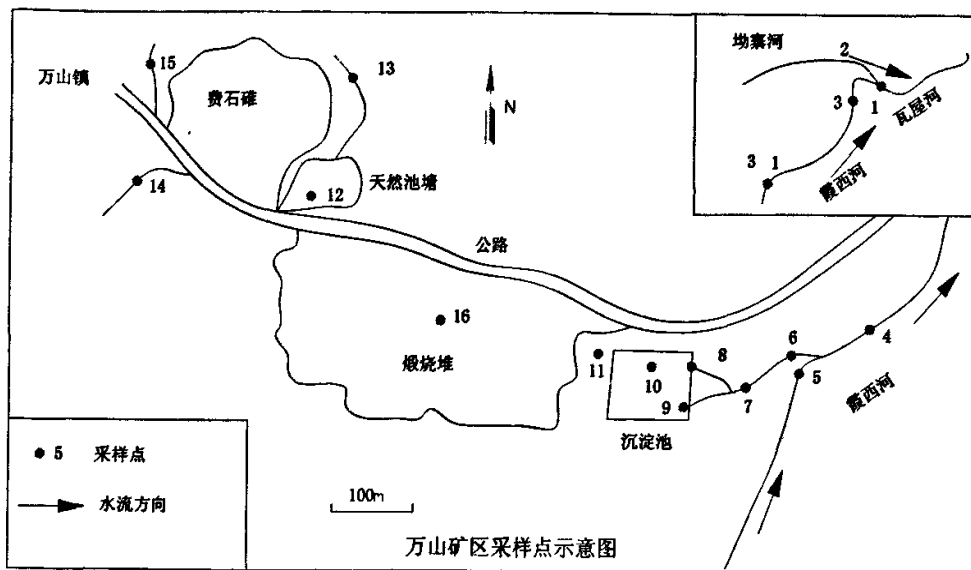 15
13
万山镇
费石碓
N
14
12
天然池塘
公路
16
煅烧堆
11
10
8
9
7
6
5
4
沉淀池
霞西河
坳寨河
2
3
1
瓦屋河
3 1
霞西河
5 采样点
水流方向
100m
万山矿区采样点示意图